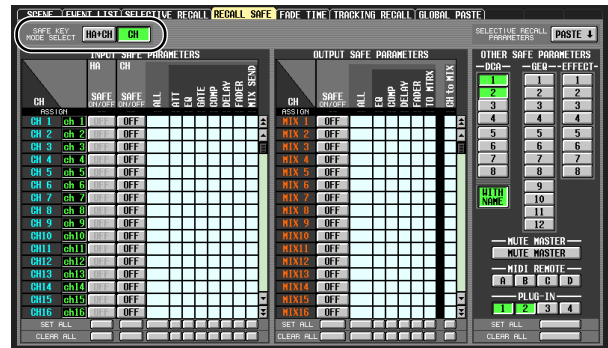 SCENE EVENT LIST SELECTIVE RECALL RECALL SAFE FADE TIME TRACKING RECALL GLOBAL PASTE
SAFE KEY MODE SELECT HA+CH CH
SELECTIVE RECALL PARAMETERS PASTE
INPUT SAFE PARAMETERS
OUTPUT SAFE PARAMETERS
OTHER SAFE PARAMETERS
HA CH
CH SAFE ON/OFF SAFE ON/OFF ALL ATT EQ GATE COMP DELAY FADER MIX SEND
CH SAFE ON/OFF ALL EQ COMP DELAY FADER TO MTRX CH to MIX
ASSIGN
ASSIGN
CH 1 ch 1 OFF OFF
CH 2 ch 2 OFF OFF
CH 3 ch 3 OFF OFF
CH 4 ch 4 OFF OFF
CH 5 ch 5 OFF OFF
CH 6 ch 6 OFF OFF
CH 7 ch 7 OFF OFF
CH 8 ch 8 OFF OFF
CH 9 ch 9 OFF OFF
CH10 ch10 OFF OFF
CH11 ch11 OFF OFF
CH12 ch12 OFF OFF
CH13 ch13 OFF OFF
CH14 ch14 OFF OFF
CH15 ch15 OFF OFF
CH16 ch16 OFF OFF
SET ALL
CLEAR ALL
MIX 1 OFF
MIX 2 OFF
MIX 3 OFF
MIX 4 OFF
MIX 5 OFF
MIX 6 OFF
MIX 7 OFF
MIX 8 OFF
MIX 9 OFF
MIX10 OFF
MIX11 OFF
MIX12 OFF
MIX13 OFF
MIX14 OFF
MIX15 OFF
MIX16 OFF
SET ALL
CLEAR ALL
DCA GEQ EFFECT
1 1 1
2 2 2
3 3 3
4 4 4
5 5 5
6 6 6
7 7 7
8 8 8
WITH NAME
9
10
11
12
MUTE MASTER
MUTE MASTER
MIDI REMOTE
A B C D
PLUG-IN
1 2 3 4
SET ALL
CLEAR ALL